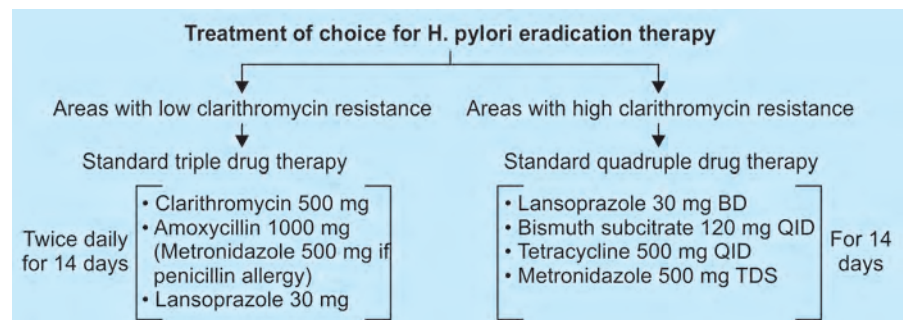 Treatment of choice for H. pylori eradication therapy
Areas with low clarithromycin resistance
Standard triple drug therapy
Twice daily
for 14 days
• Clarithromycin 500 mg
• Amoxycillin 1000 mg
(Metronidazole 500 mg if
penicillin allergy)
• Lansoprazole 30 mg
Areas with high clarithromycin resistance
Standard quadruple drug therapy
• Lansoprazole 30 mg BD
• Bismuth subcitrate 120 mg QID
• Tetracycline 500 mg QID
• Metronidazole 500 mg TDS
For 14
days